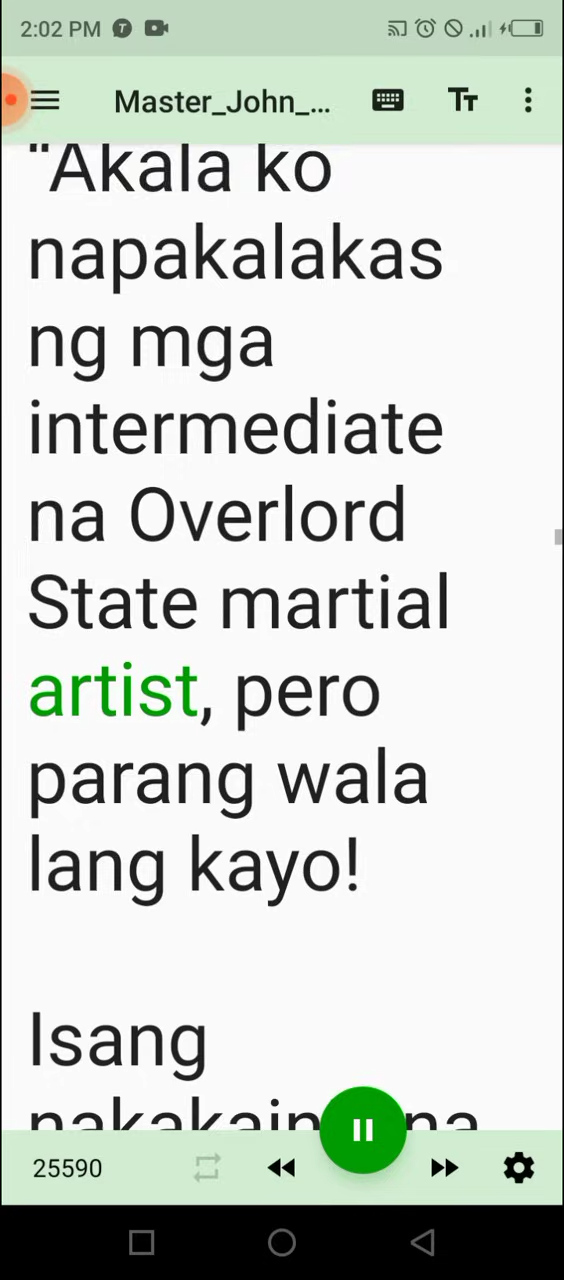 2:02 PM
Master_John_...
"Akala ko
napakalakas
ng mga
intermediate
na Overlord
State martial
artist, pero
parang wala
lang kayo!
Isang
25590